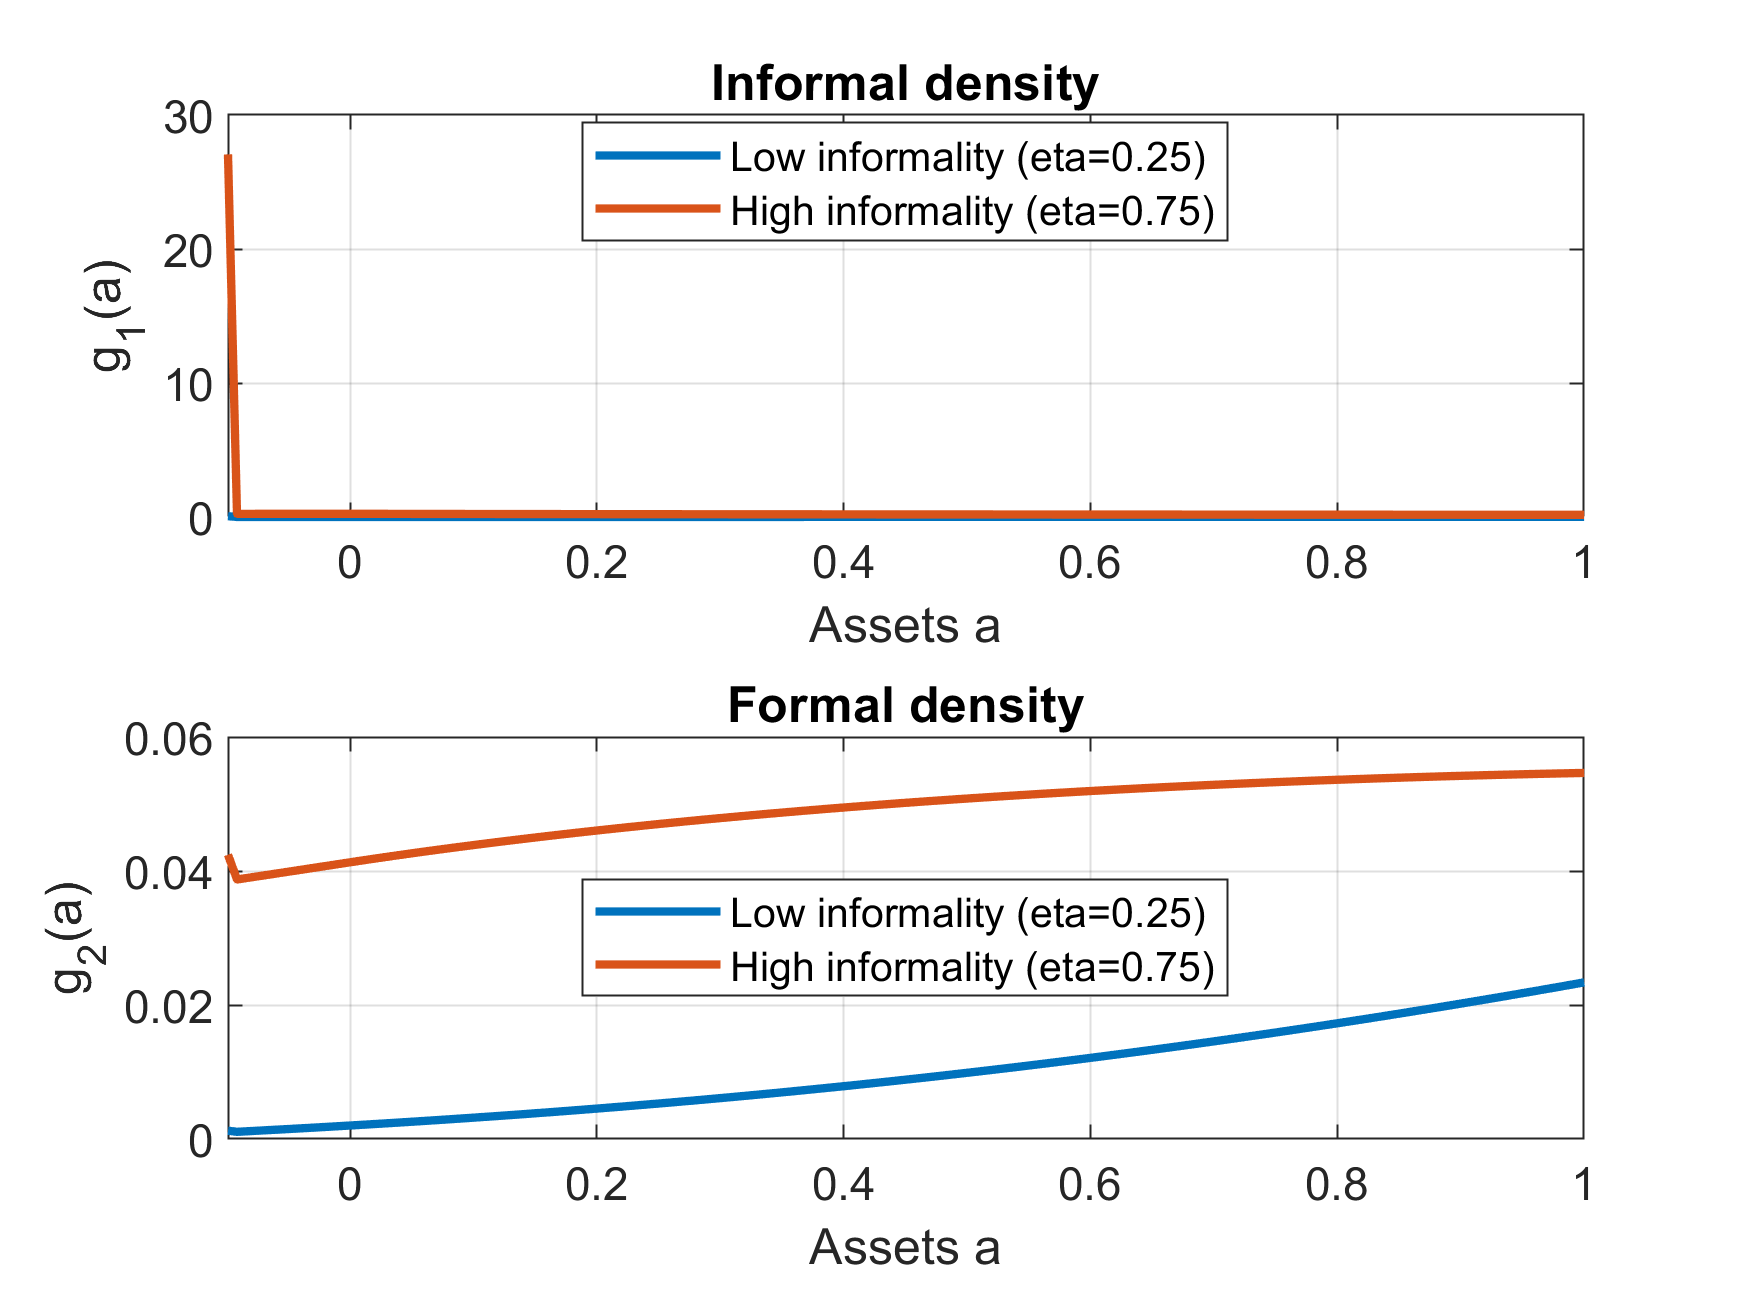 Informal density
30
20
10
0
g1(a)
Low informality (eta=0.25)
High informality (eta=0.75)
0 0.2 0.4 0.6 0.8 1
Assets a
Formal density
0.06
0.04
0.02
0
g2(a)
Low informality (eta=0.25)
High informality (eta=0.75)
0 0.2 0.4 0.6 0.8 1
Assets a